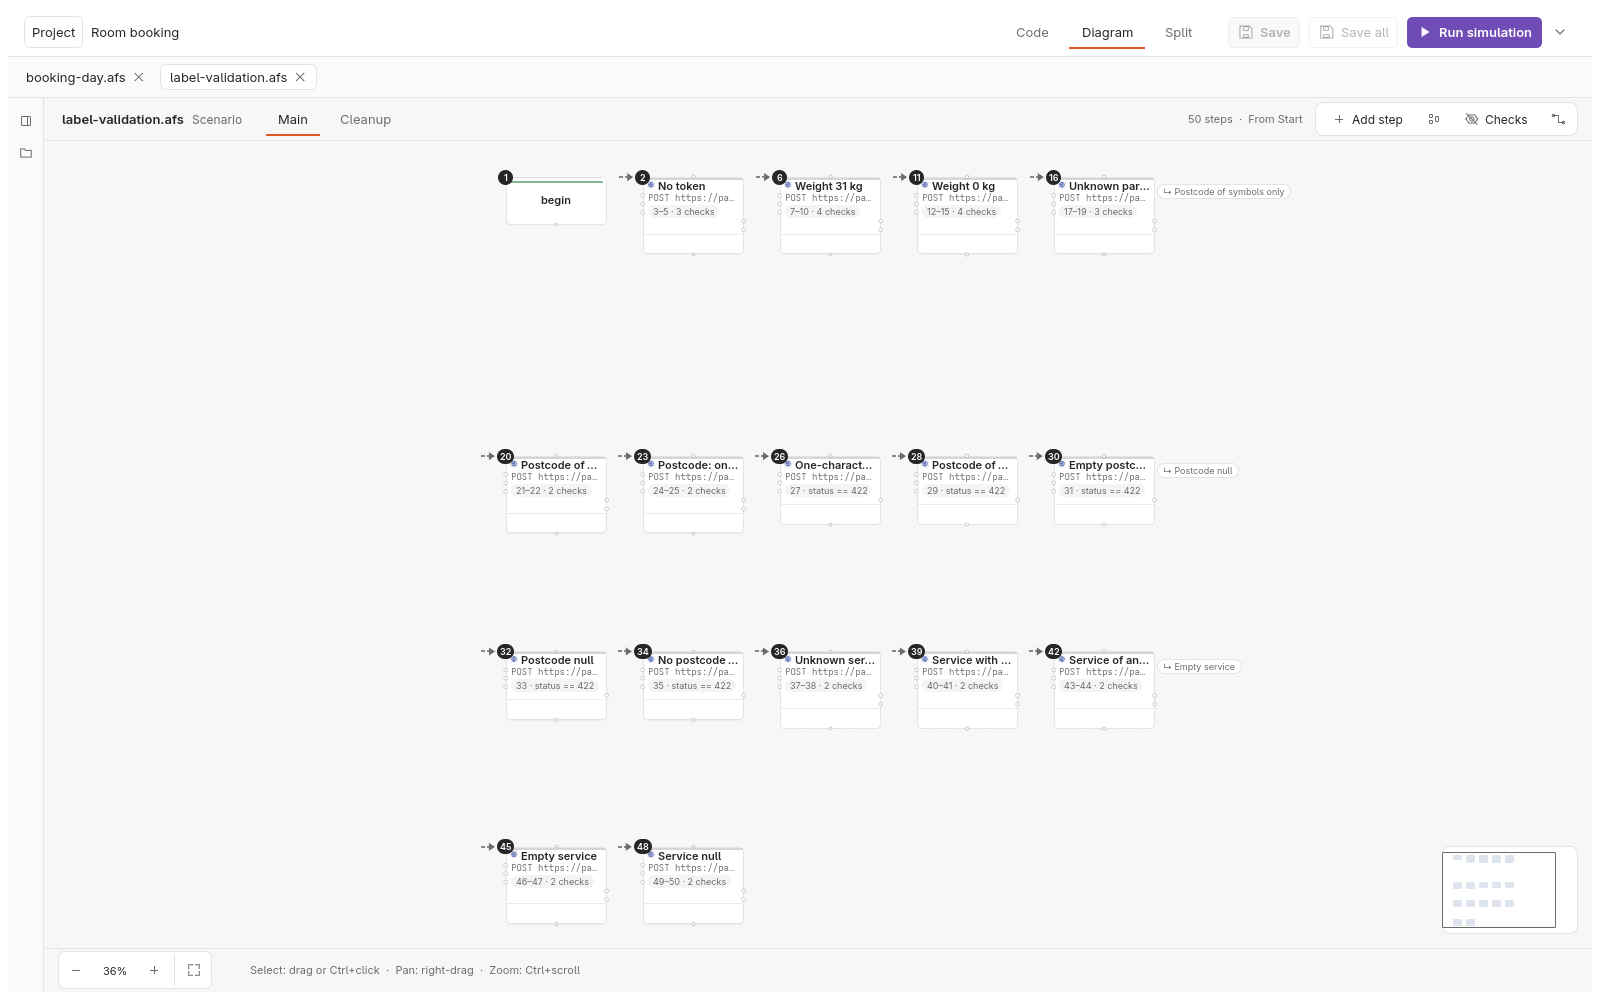 Project Room booking Code Diagram Split Save Save all Run simulation
booking-day.afs label-validation.afs
label-validation.afs Scenario Main Cleanup 50 steps · From Start + Add step Checks
1
begin
2
No token
POST https://pa…
3–5 · 3 checks
6
Weight 31 kg
POST https://pa…
7–10 · 4 checks
11
Weight 0 kg
POST https://pa…
12–15 · 4 checks
16
Unknown par…
POST https://pa…
17–19 · 3 checks
↳ Postcode of symbols only
20
Postcode of …
POST https://pa…
21–22 · 2 checks
23
Postcode: on…
POST https://pa…
24–25 · 2 checks
26
One-charact…
POST https://pa…
27 · status == 422
28
Postcode of …
POST https://pa…
29 · status == 422
30
Empty postc…
POST https://pa…
31 · status == 422
↳ Postcode null
32
Postcode null
POST https://pa…
33 · status == 422
34
No postcode …
POST https://pa…
35 · status == 422
36
Unknown ser…
POST https://pa…
37–38 · 2 checks
39
Service with …
POST https://pa…
40–41 · 2 checks
42
Service of an…
POST https://pa…
43–44 · 2 checks
↳ Empty service
45
Empty service
POST https://pa…
46–47 · 2 checks
48
Service null
POST https://pa…
49–50 · 2 checks
− 36% + Select: drag or Ctrl+click · Pan: right-drag · Zoom: Ctrl+scroll